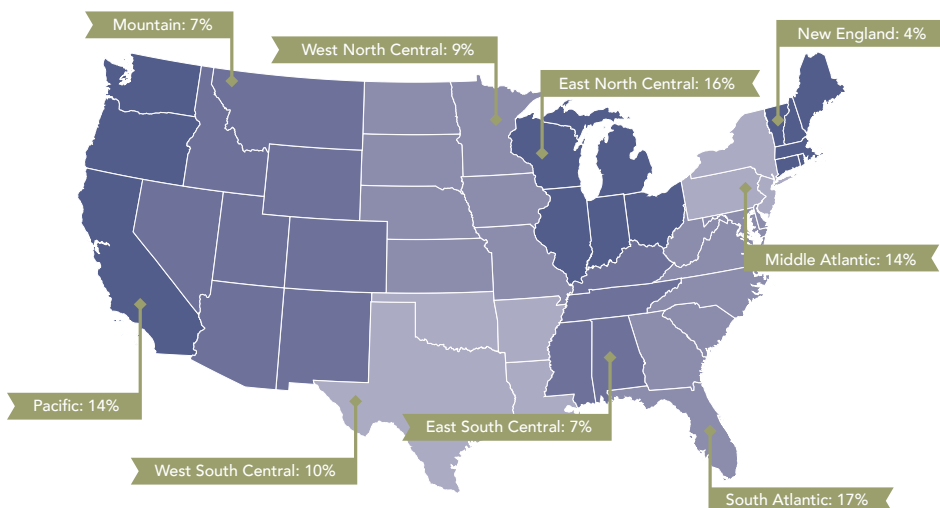 Mountain: 7%
New England: 4%
West North Central: 9%
East North Central: 16%
Middle Atlantic: 14%
Pacific: 14%
East South Central: 7%
West South Central: 10%
South Atlantic: 17%